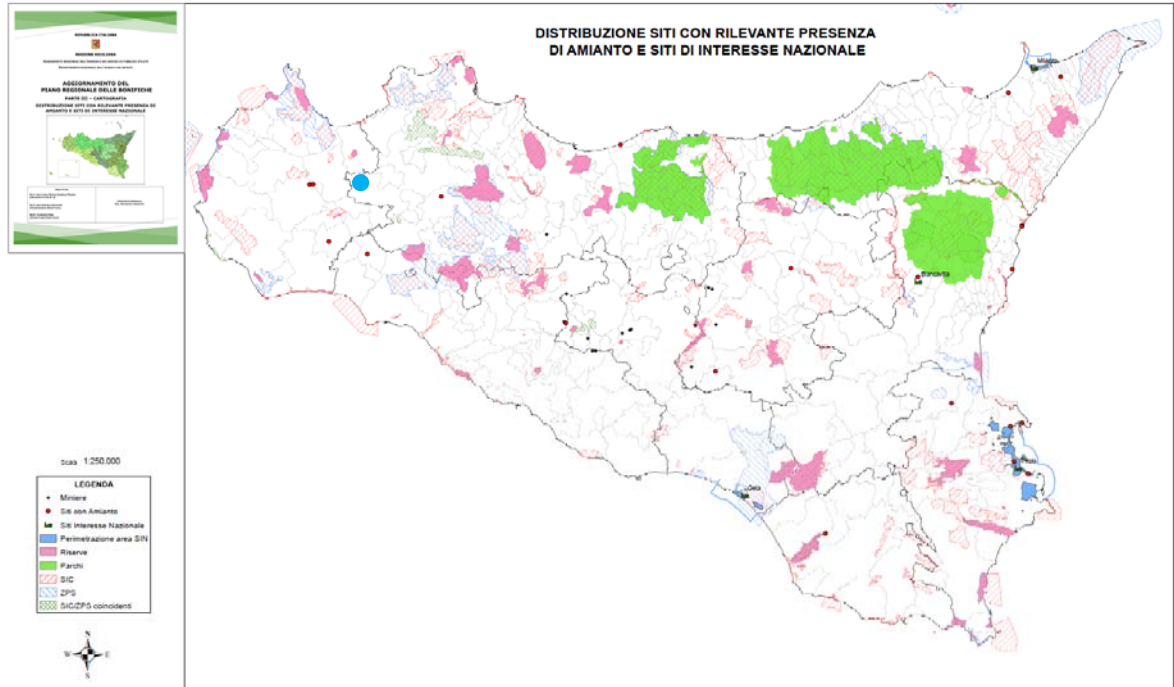 REPUBBLICA ITALIANA
REGIONE SICILIANA
AGGIORNAMENTO DEL
PIANO REGIONALE DELLE BONIFICHE
PARTE III – CARTOGRAFIA
DISTRIBUZIONE SITI CON RILEVANTE PRESENZA DI
AMIANTO E SITI DI INTERESSE NAZIONALE
DISTRIBUZIONE SITI CON RILEVANTE PRESENZA
DI AMIANTO E SITI DI INTERESSE NAZIONALE
Milazzo
Biancavilla
Priolo
Gela
Scala 1:250.000
LEGENDA
Miniere
Siti con Amianto
Siti Interesse Nazionale
Perimetrazione area SIN
Riserve
Parchi
SIC
ZPS
SIC/ZPS coincidenti
N
W E
S